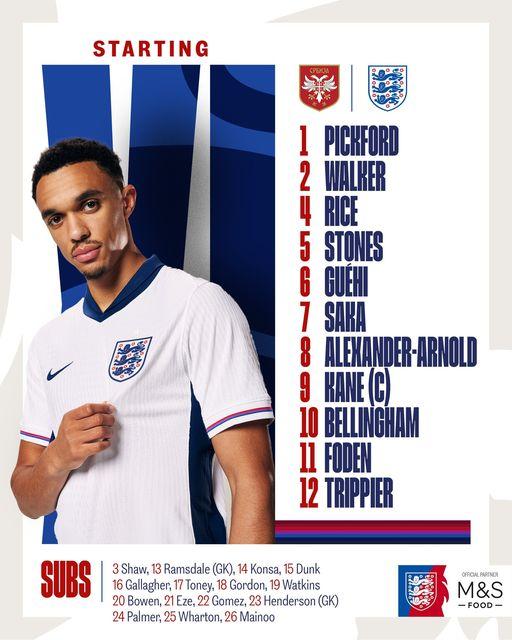 STARTING
СРБИЈА
1 PICKFORD
2 WALKER
4 RICE
5 STONES
6 GUÉHI
7 SAKA
8 ALEXANDER-ARNOLD
9 KANE (C)
10 BELLINGHAM
11 FODEN
12 TRIPPIER
SUBS
3 Shaw, 13 Ramsdale (GK), 14 Konsa, 15 Dunk
16 Gallagher, 17 Toney, 18 Gordon, 19 Watkins
20 Bowen, 21 Eze, 22 Gomez, 23 Henderson (GK)
24 Palmer, 25 Wharton, 26 Mainoo
OFFICIAL PARTNER
M&S
—FOOD—